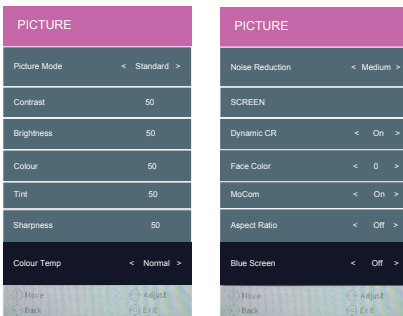 PICTURE
Picture Mode < Standard >
Contrast 50
Brightness 50
Colour 50
Tint 50
Sharpness 50
Colour Temp < Normal >
Move Adjust
Back Exit
PICTURE
Noise Reduction < Medium >
SCREEN
Dynamic CR < On >
Face Color < 0 >
MoCom < On >
Aspect Ratio < Off >
Blue Screen < Off >
Move Adjust
Back Exit